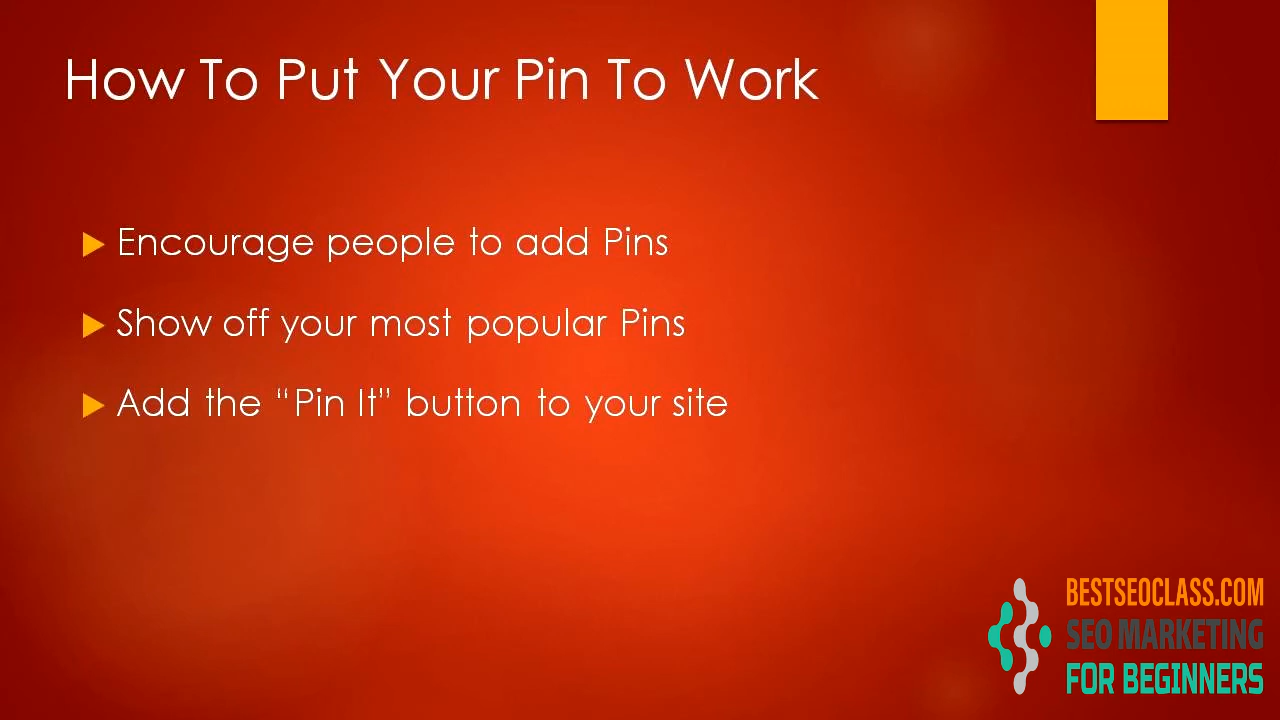 How To Put Your Pin To Work
Encourage people to add Pins
Show off your most popular Pins
Add the “Pin It” button to your site
BESTSEOCLASS.COM
SEO MARKETING
FOR BEGINNERS